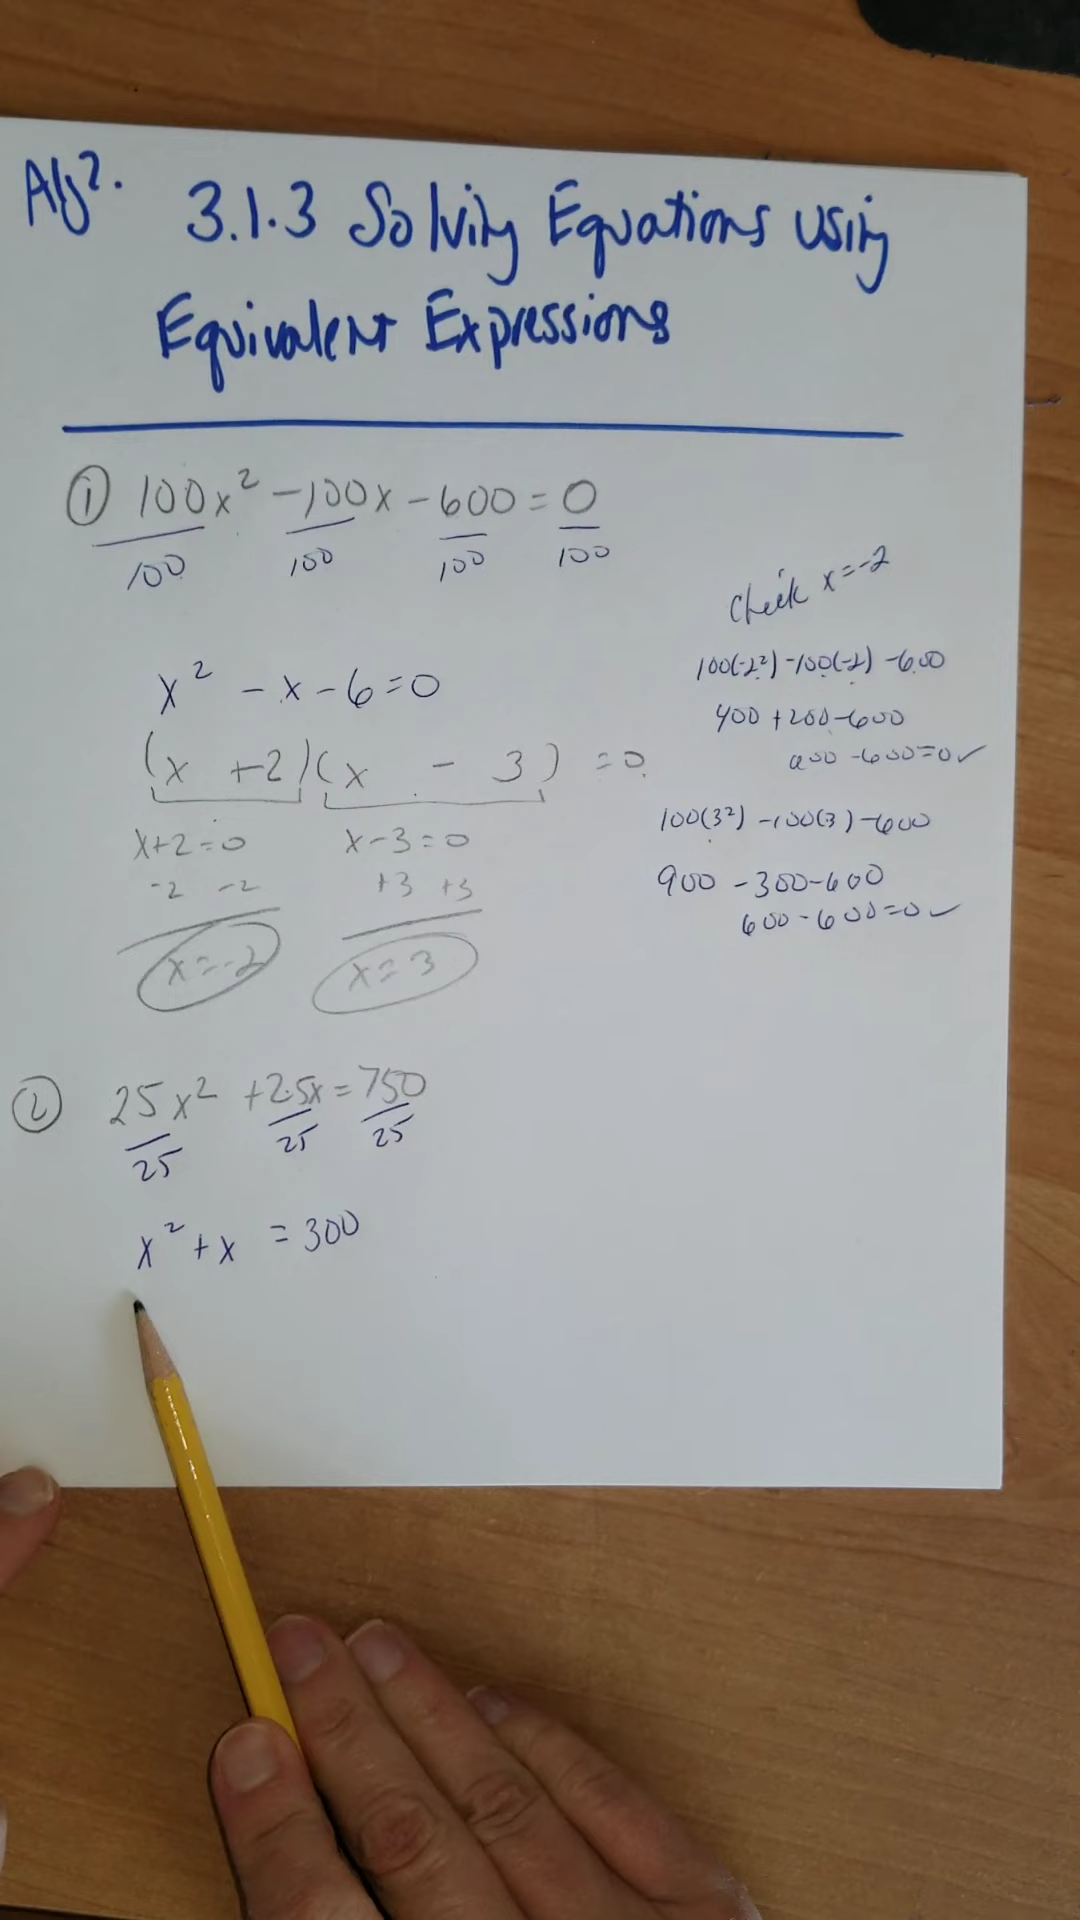 Alg 2. 3.1.3 Solving Equations using
Equivalent Expressions
① 100x² - 100x - 600 = 0
100 100 100 100
x² - x - 6 = 0
(x + 2)(x - 3) = 0
x+2=0 x-3=0
-2 -2 +3 +3
x=-2 x=3
Check x=-2
100(-2²) -100(-2) -600
400 +200 -600
600 -600=0✓
100(3²) -100(3) -600
900 -300-600
600-600=0✓
② 25x² +25x = 750
25 25 25
x² + x = 300